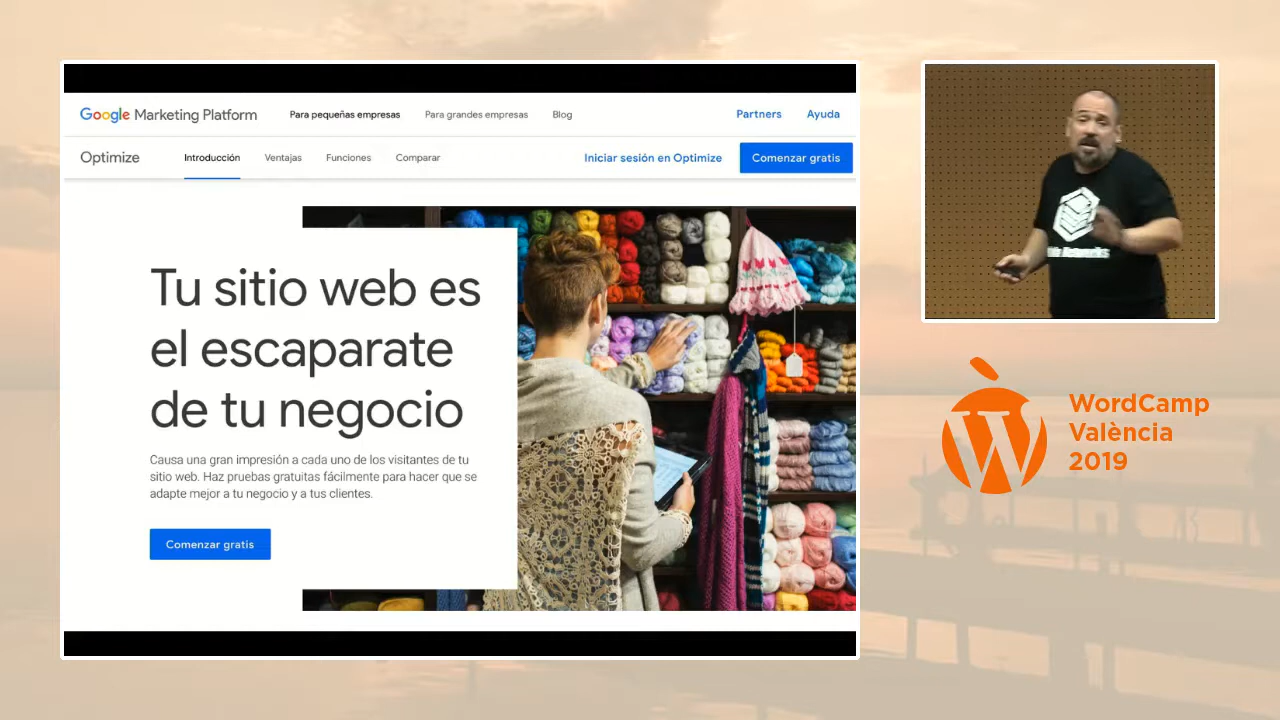 Google Marketing Platform
Para pequeñas empresas
Para grandes empresas
Blog
Partners
Ayuda
Optimize
Introducción
Ventajas
Funciones
Comparar
Iniciar sesión en Optimize
Comenzar gratis
Tu sitio web es
el escaparate
de tu negocio
Causa una gran impresión a cada uno de los visitantes de tu
sitio web. Haz pruebas gratuitas fácilmente para hacer que se
adapte mejor a tu negocio y a tus clientes.
Comenzar gratis
WordCamp
València
2019